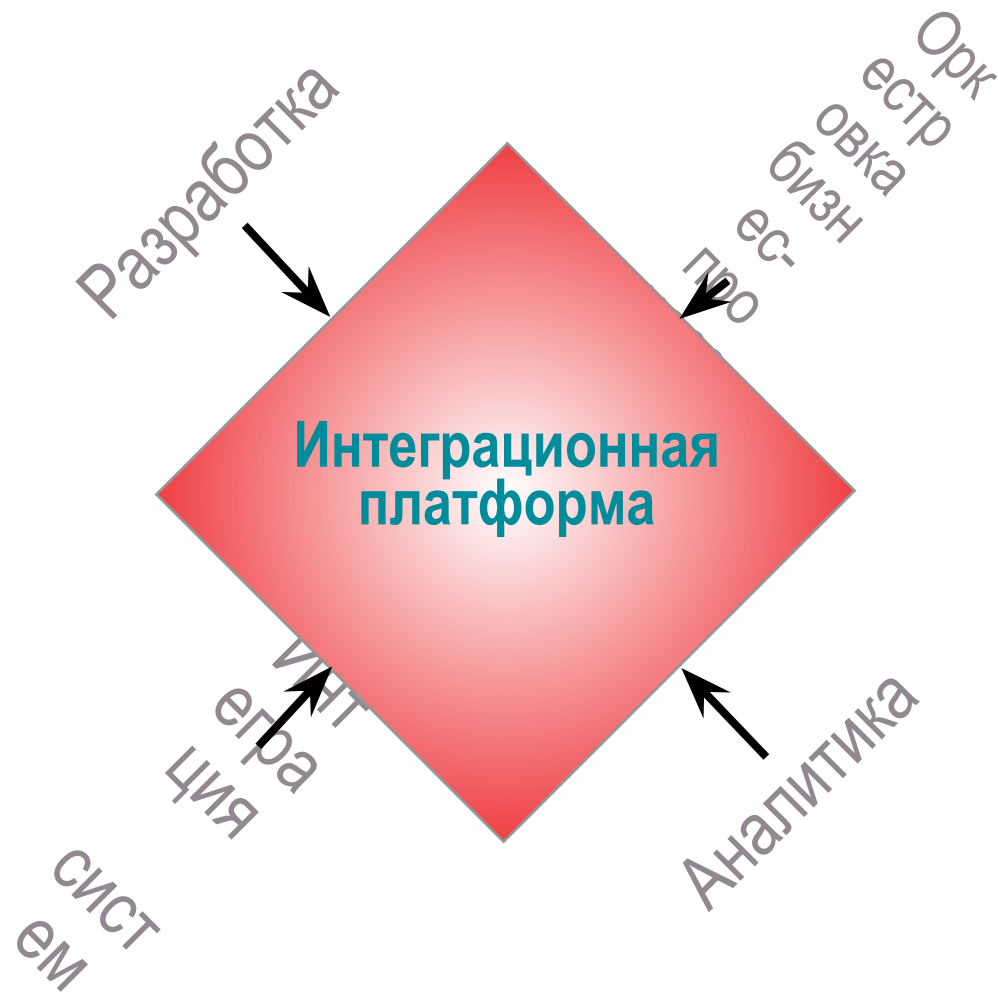 Разработка
Орк
естр
овка
бизн
ес-
про
Интеграционная
платформа
Инт
егра
ция
сист
ем
Аналитика